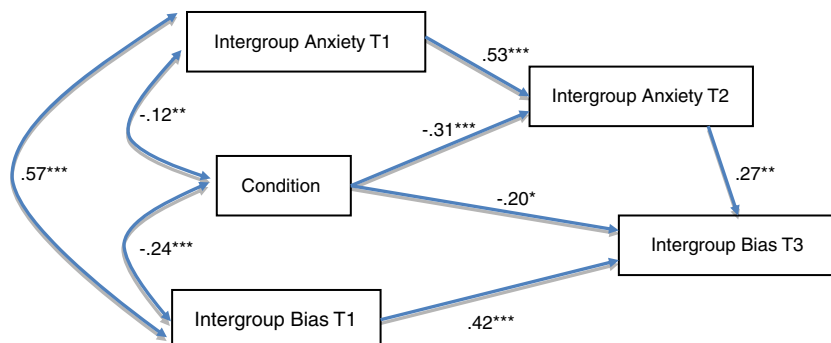 Intergroup Anxiety T1
.53***
Intergroup Anxiety T2
-.12**
-.31***
.57***
Condition
.27**
-.20*
-.24***
Intergroup Bias T3
Intergroup Bias T1
.42***